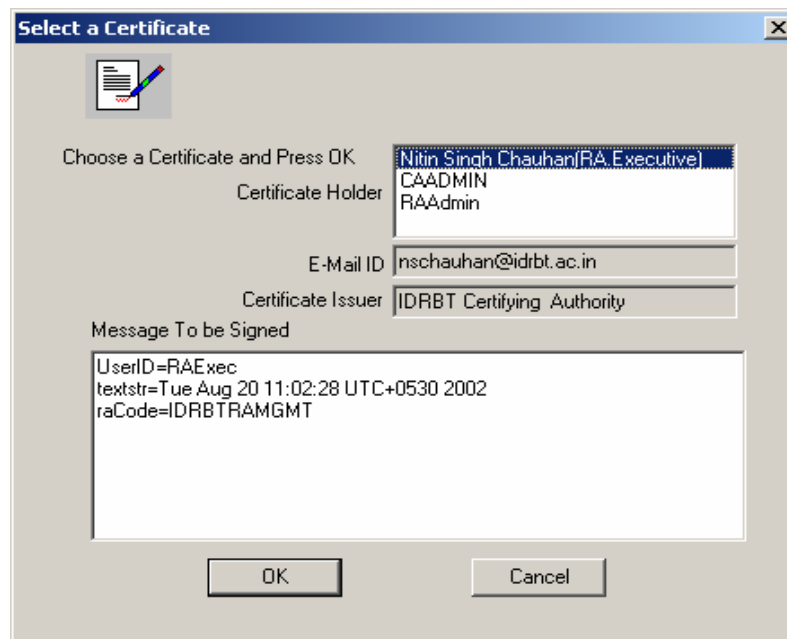 Select a Certificate
Choose a Certificate and Press OK
Certificate Holder
Nitin Singh Chauhan(RA.Executive)
CAADMIN
RAAdmin
E-Mail ID nschauhan@idrbt.ac.in
Certificate Issuer IDRBT Certifying Authority
Message To be Signed
UserID=RAExec
textstr=Tue Aug 20 11:02:28 UTC+0530 2002
raCode=IDRBTRAMGMT
OK
Cancel